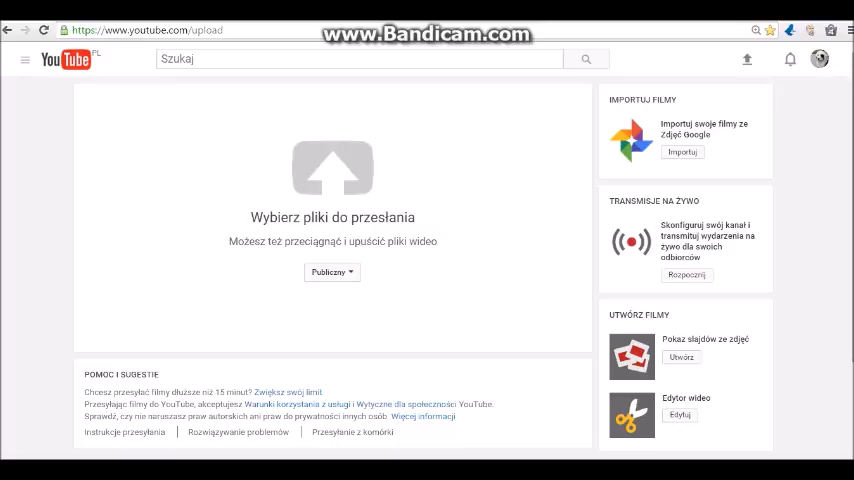 https://www.youtube.com/upload
www.Bandicam.com
YouTube PL
Szukaj
Wybierz pliki do przesłania
Możesz też przeciągnąć i upuścić pliki wideo
Publiczny
IMPORTUJ FILMY
Importuj swoje filmy ze
Zdjęć Google
Importuj
TRANSMISJE NA ŻYWO
Skonfiguruj swój kanał i
transmituj wydarzenia na
żywo dla swoich
odbiorców
Rozpocznij
UTWÓRZ FILMY
Pokaz slajdów ze zdjęć
Utwórz
Edytor wideo
Edytuj
POMOC I SUGESTIE
Chcesz przesyłać filmy dłuższe niż 15 minut? Zwiększ swój limit
Przesyłając filmy do YouTube, akceptujesz Warunki korzystania z usługi i Wytyczne dla społeczności YouTube.
Sprawdź, czy nie naruszasz praw autorskich ani praw do prywatności innych osób. Więcej informacji
Instrukcje przesyłania
Rozwiązywanie problemów
Przesyłanie z komórki